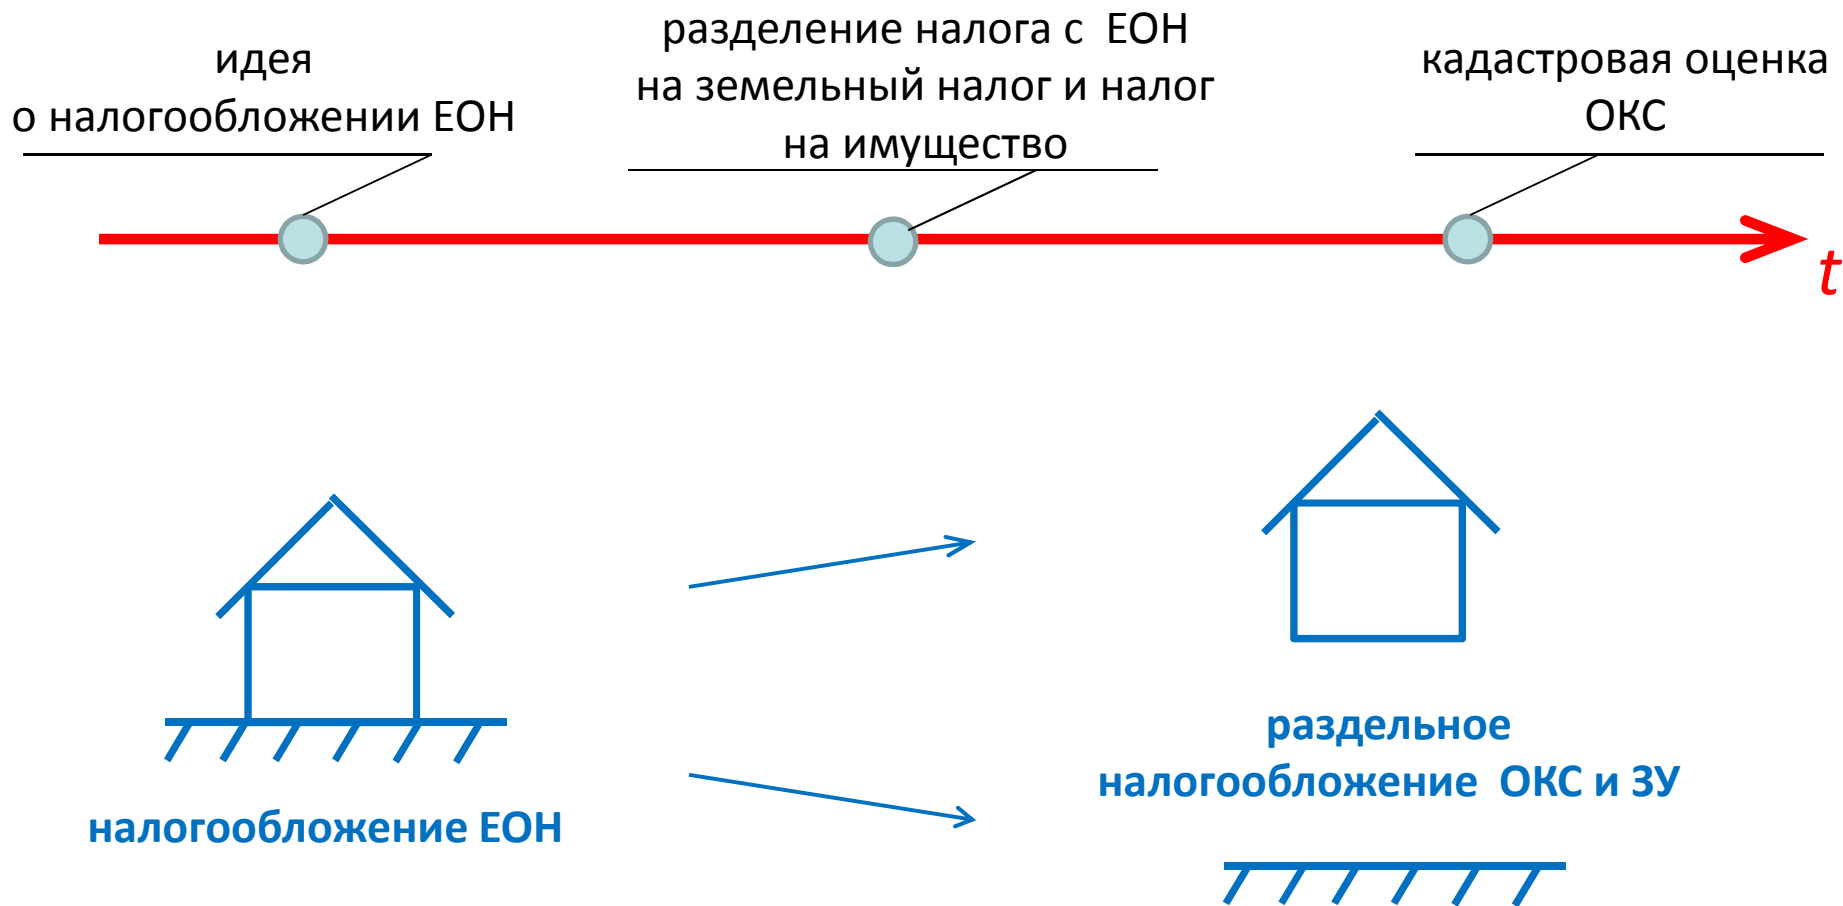 идея
о налогообложении ЕОН
разделение налога с ЕОН
на земельный налог и налог
на имущество
кадастровая оценка
ОКС
t
налогообложение ЕОН
раздельное
налогообложение ОКС и ЗУ